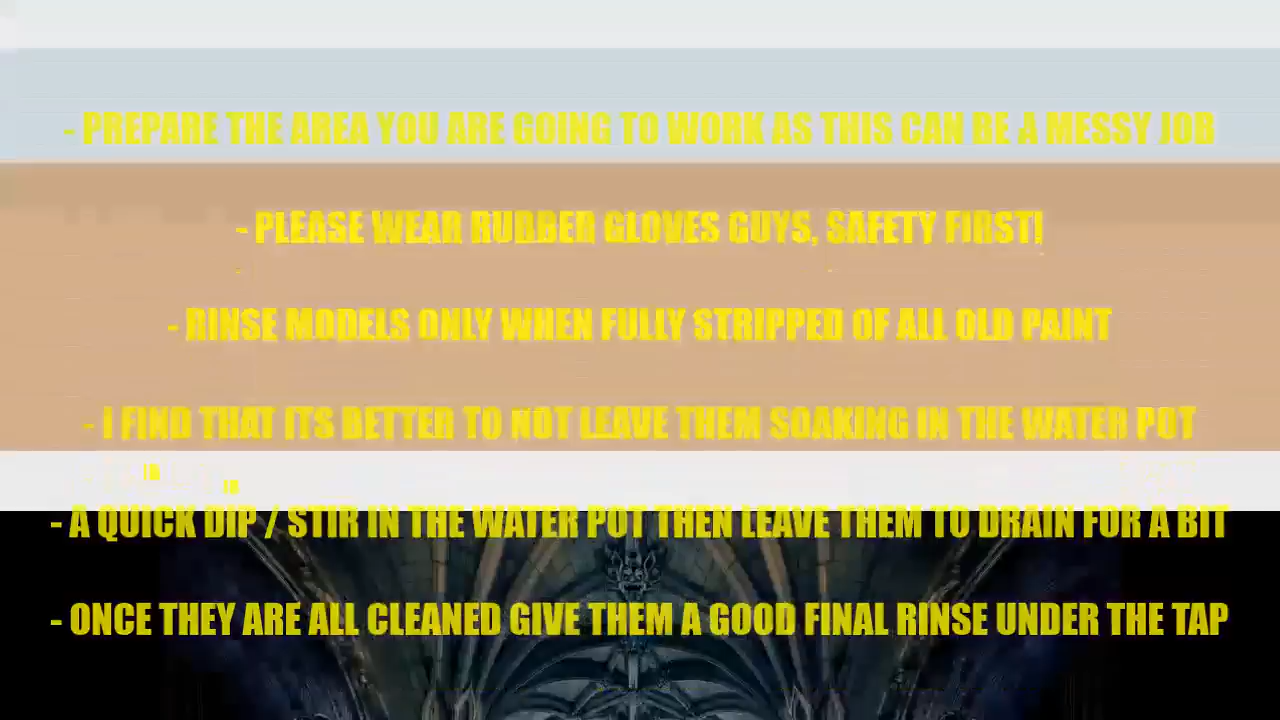 - PREPARE THE AREA YOU ARE GOING TO WORK AS THIS CAN BE A MESSY JOB
- PLEASE WEAR RUBBER GLOVES GUYS, SAFETY FIRST!
- RINSE MODELS ONLY WHEN FULLY STRIPPED OF ALL OLD PAINT
- I FIND THAT ITS BETTER TO NOT LEAVE THEM SOAKING IN THE WATER POT
- A QUICK DIP / STIR IN THE WATER POT THEN LEAVE THEM TO DRAIN FOR A BIT
- ONCE THEY ARE ALL CLEANED GIVE THEM A GOOD FINAL RINSE UNDER THE TAP